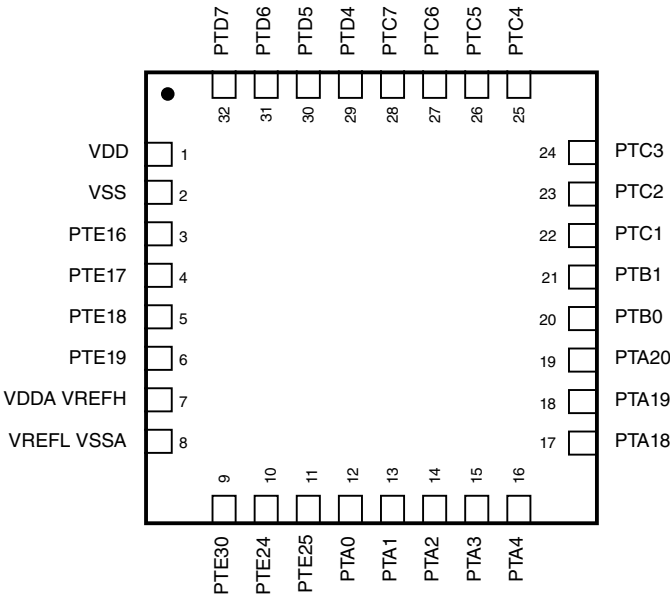 PTD7 PTD6 PTD5 PTD4 PTC7 PTC6 PTC5 PTC4
32 31 30 29 28 27 26 25
VDD 1 24 PTC3
VSS 2 23 PTC2
PTE16 3 22 PTC1
PTE17 4 21 PTB1
PTE18 5 20 PTB0
PTE19 6 19 PTA20
VDDA VREFH 7 18 PTA19
VREFL VSSA 8 17 PTA18
9 10 11 12 13 14 15 16
PTE30 PTE24 PTE25 PTA0 PTA1 PTA2 PTA3 PTA4